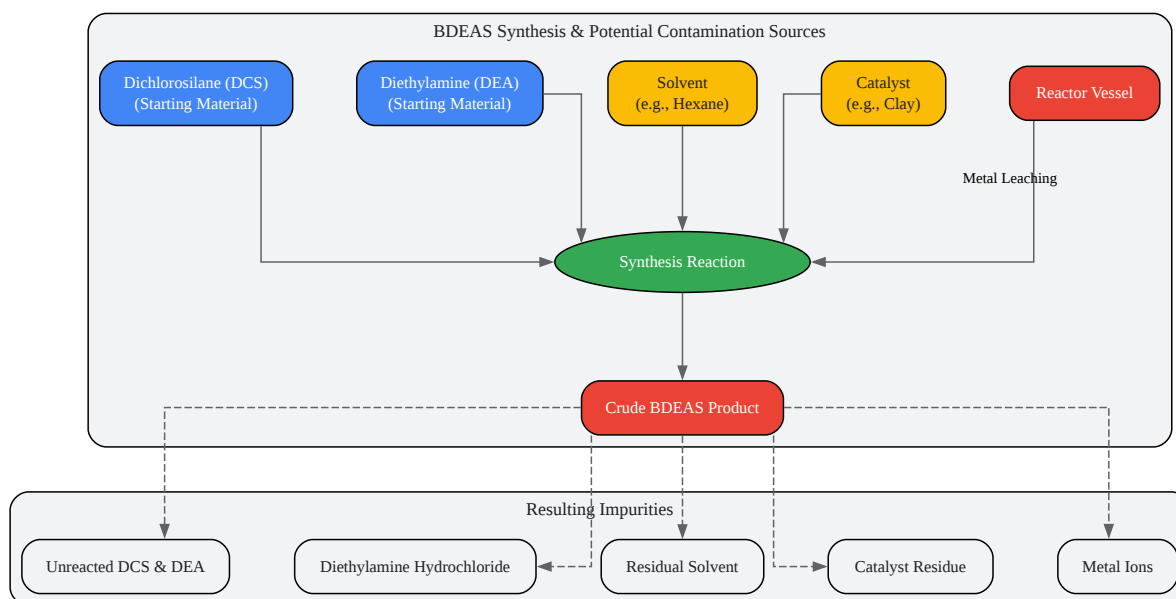 BDEAS Synthesis & Potential Contamination Sources
Dichlorosilane (DCS)
(Starting Material)
Diethylamine (DEA)
(Starting Material)
Solvent
(e.g., Hexane)
Catalyst
(e.g., Clay)
Reactor Vessel
Metal Leaching
Synthesis Reaction
Crude BDEAS Product
Resulting Impurities
Unreacted DCS & DEA
Diethylamine Hydrochloride
Residual Solvent
Catalyst Residue
Metal Ions